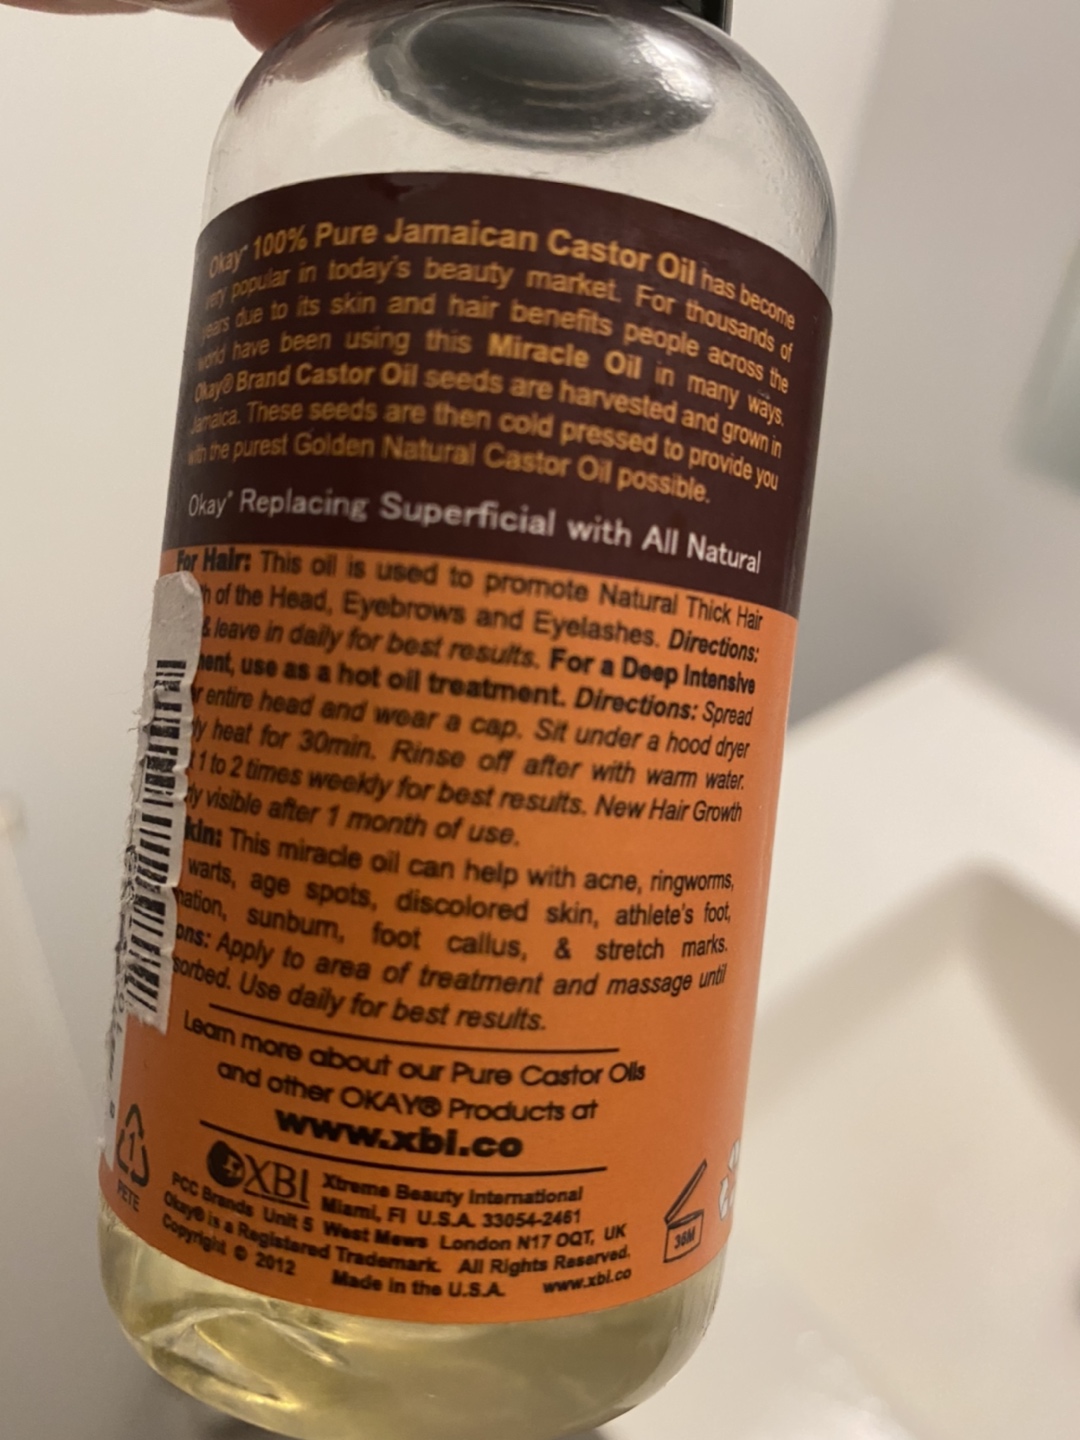 Okay™ 100% Pure Jamaican Castor Oil has become
very popular in today's beauty market. For thousands of
years due to its skin and hair benefits people across the
world have been using this Miracle Oil in many ways.
Okay® Brand Castor Oil seeds are harvested and grown in
Jamaica. These seeds are then cold pressed to provide you
with the purest Golden Natural Castor Oil possible.
Okay® Replacing Superficial with All Natural
For Hair: This oil is used to promote Natural Thick Hair
of the Head, Eyebrows and Eyelashes. Directions:
& leave in daily for best results. For a Deep Intensive
use as a hot oil treatment. Directions: Spread
entire head and wear a cap. Sit under a hood dryer
heat for 30min. Rinse off after with warm water.
1 to 2 times weekly for best results. New Hair Growth
visible after 1 month of use.
This miracle oil can help with acne, ringworms,
warts, age spots, discolored skin, athlete's foot,
sunburn, foot callus, & stretch marks.
Apply to area of treatment and massage until
Use daily for best results.
Learn more about our Pure Castor Oils
and other OKAY® Products at
www.xbi.co
XBI Xtreme Beauty International
Miami, Fl U.S.A. 33054-2461
PCC Brands Unit 5 West Mews London N17 0QT, UK
Okay® is a Registered Trademark. All Rights Reserved.
Copyright © 2012 Made in the U.S.A. www.xbi.co
1
PETE
36M